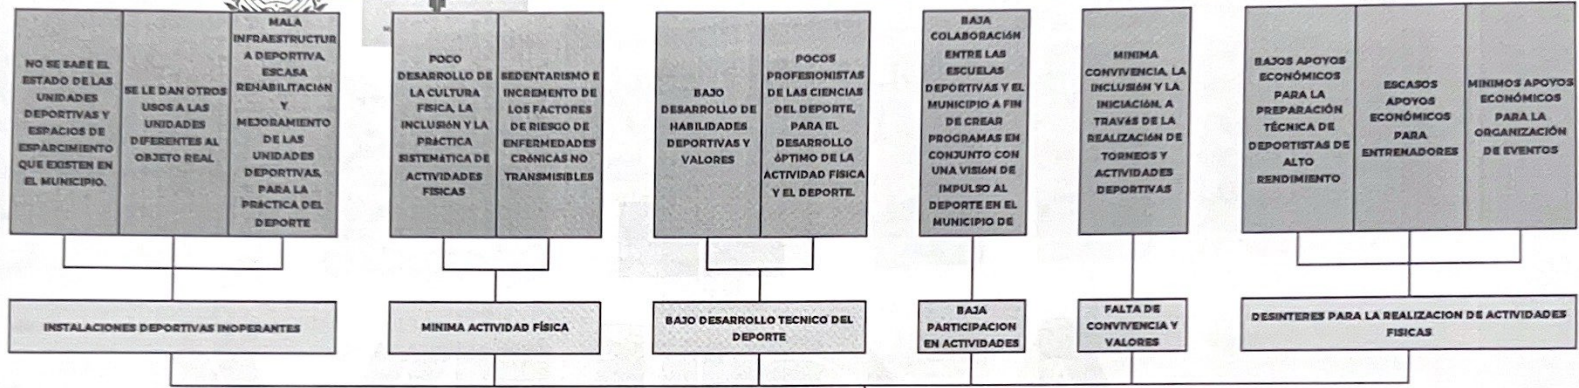 NO SE SABE EL
ESTADO DE LAS
UNIDADES
DEPORTIVAS Y
ESPACIOS DE
ESPARCIMIENTO
QUE EXISTEN EN
EL MUNICIPIO.
SE LE DAN OTROS
USOS A LAS
UNIDADES
DIFERENTES AL
OBJETO REAL
MALA
INFRAESTRUCTUR
A DEPORTIVA,
ESCASA
REHABILITACIÓN
Y
MEJORAMIENTO
DE LAS
UNIDADES
DEPORTIVAS,
PARA LA
PRÁCTICA DEL
DEPORTE
POCO
DESARROLLO DE
LA CULTURA
FÍSICA, LA
INCLUSIÓN Y LA
PRÁCTICA
SISTEMÁTICA DE
ACTIVIDADES
FISICAS
SEDENTARISMO E
INCREMENTO DE
LOS FACTORES
DE RIESGO DE
ENFERMEDADES
CRÓNICAS NO
TRANSMISIBLES
BAJO
DESARROLLO DE
HABILIDADES
DEPORTIVAS Y
VALORES
POCOS
PROFESIONISTAS
DE LAS CIENCIAS
DEL DEPORTE,
PARA EL
DESARROLLO
ÓPTIMO DE LA
ACTIVIDAD FÍSICA
Y EL DEPORTE.
BAJA
COLABORACIÓN
ENTRE LAS
ESCUELAS
DEPORTIVAS Y EL
MUNICIPIO A FIN
DE CREAR
PROGRAMAS EN
CONJUNTO CON
UNA VISIÓN DE
IMPULSO AL
DEPORTE EN EL
MUNICIPIO DE
MINIMA
CONVIVENCIA, LA
INCLUSIÓN Y LA
INICIACIÓN, A
TRAVÉS DE LA
REALIZACIÓN DE
TORNEOS Y
ACTIVIDADES
DEPORTIVAS
BAJOS APOYOS
ECONÓMICOS
PARA LA
PREPARACIÓN
TÉCNICA DE
DEPORTISTAS DE
ALTO
RENDIMIENTO
ESCASOS
APOYOS
ECONÓMICOS
PARA
ENTRENADORES
MINIMOS APOYOS
ECONÓMICOS
PARA LA
ORGANIZACIÓN
DE EVENTOS
INSTALACIONES DEPORTIVAS INOPERANTES
MINIMA ACTIVIDAD FÍSICA
BAJO DESARROLLO TECNICO DEL
DEPORTE
BAJA
PARTICIPACION
EN ACTIVIDADES
FALTA DE
CONVIVENCIA Y
VALORES
DESINTERES PARA LA REALIZACION DE ACTIVIDADES
FISICAS